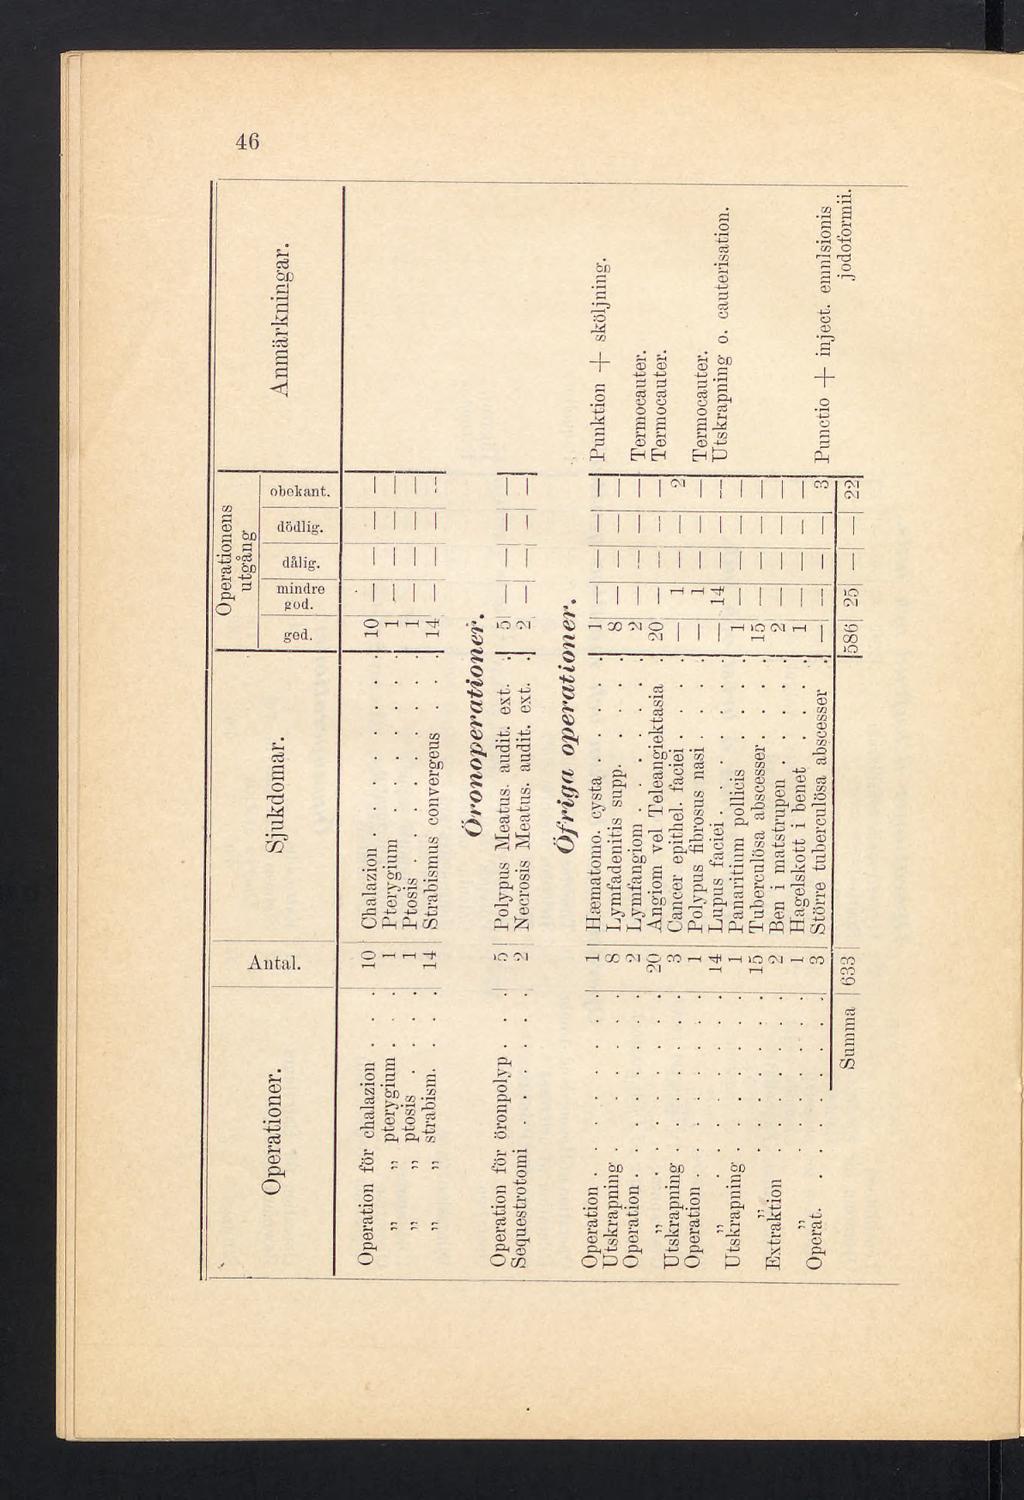 46
Operationer. Antal. Sjukdomar. Operationens utgång Anmärkningar.
god. mindre god. dålig. dödlig. obekant.
Operation för chalazion . . 10 Chalazion . . . . . . . 10 — — — —
„ „ pterygium . . . 1 Pterygium . . . . . . 1 — — — —
„ „ ptosis . . . . 1 Ptosis . . . . . . . 1 — — — —
„ „ strabism. . . . 14 Strabismus convergeus . . 14 — — — —
Öronoperationer.
Operation för öronpolyp . . . 5 Polypus Meatus. audit. ext. . 5 — — — —
Sequestrotomi . . . . . . 2 Necrosis Meatus. audit. ext. . 2 — — — —
Öfriga operationer.
Operation . . . . . . . . 1 Hæmatomo. cysta . . . . . 1 — — — — Punktion + sköljning.
Utskrapning . . . . . . . 8 Lymfadenitis supp. . . . . 8 — — — —
Operation . . . . . . . . 2 Lymfangiom . . . . . . 2 — — — — Termocauter.
„ . . . . . . . 20 Angiom vel Teleangiektasia . 20 — — — — Termocauter.
Utskrapning . . . . . . . 3 Cancer epithel. faciei . . . — 1 — — 2
Operation . . . . . . . . 1 Polypus fibrosus nasi . . . . — 1 — — — Termocauter.
„ . . . . . . . 14 Lupus faciei . . . . . . — 14 — — — Utskrapning o. cauterisation.
Utskrapning . . . . . . . 1 Panaritium pollicis . . . . 1 — — — —
„ . . . . . . . 15 Tuberculösa abscesser . . . . 15 — — — —
Extraktion . . . . . . . 2 Ben i matstrupen . . . . . 2 — — — —
„ . . . . . . . 1 Hagelskott i benet . . . . 1 — — — —
Operat. . . . . . . . . 3 Större tuberculösa abscesser . — — — — 3 Punctio + inject. emulsionis
jodoformii.
Summa 633 586 25 — — 22